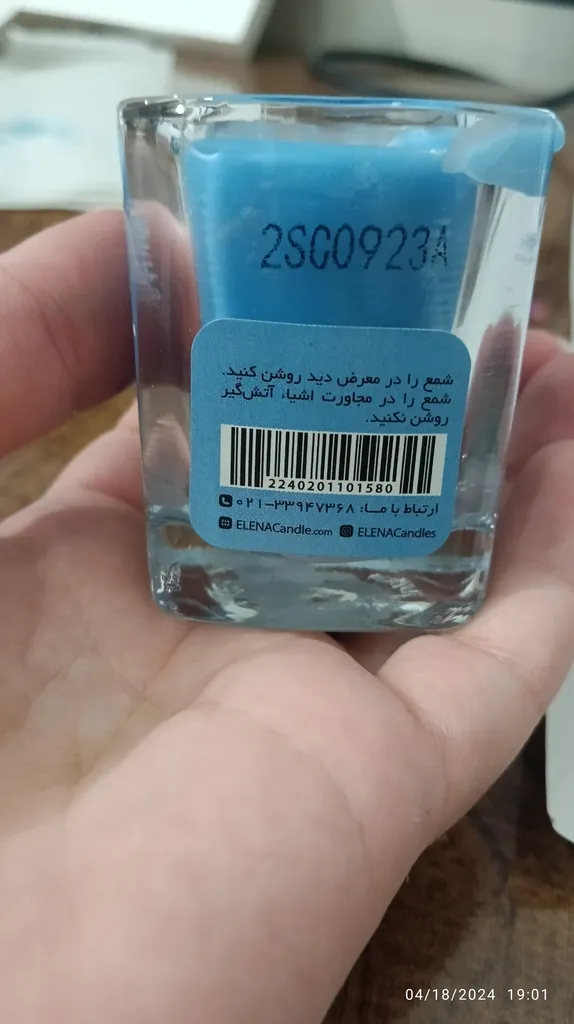 2SC0923A
شمع را در معرض دید روشن کنید.
شمع را در مجاورت اشیاء آتش‌گیر
روشن نکنید.
2240201101580
ارتباط با مـا: ۰۲۱-۳۳۹۴۷۳۶۸
ELENACandle.com ELENACandles
04/18/2024 19:01